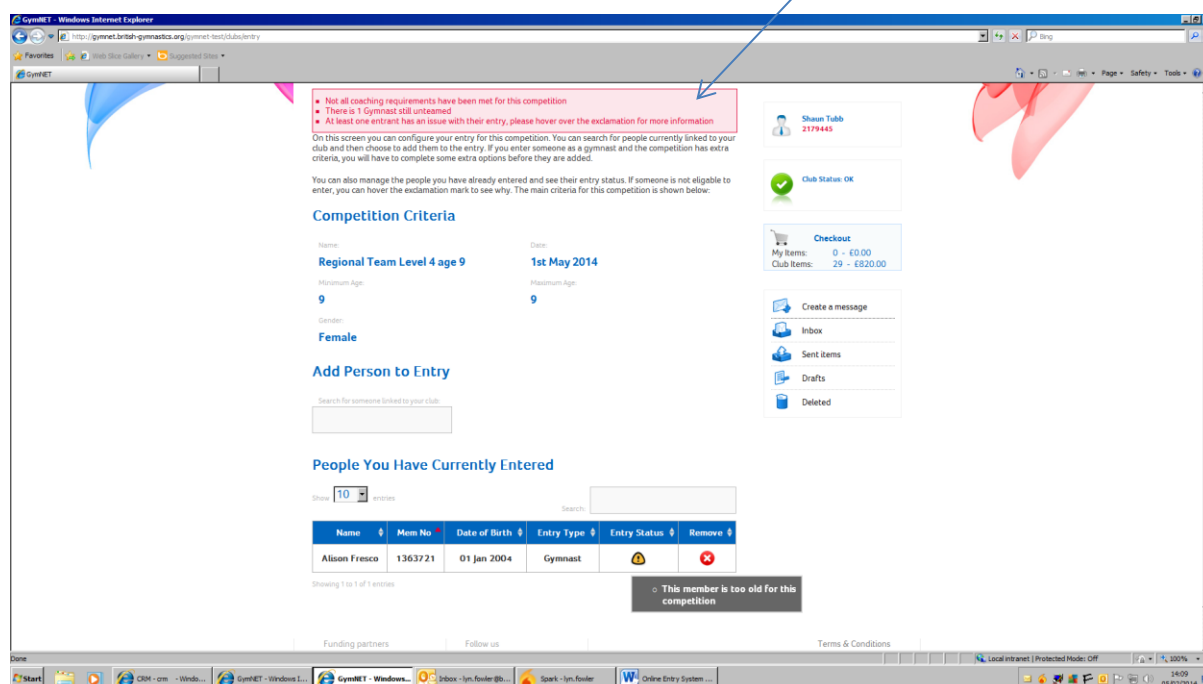 GymNET - Windows Internet Explorer
http://gymnet.british-gymnastics.org/gymnet-test/clubs/entry
Bing
Favorites Web Slice Gallery Suggested Sites
GymNET
Page Safety Tools
Not all coaching requirements have been met for this competition
There is 1 Gymnast still unteamed
At least one entrant has an issue with their entry, please hover over the exclamation for more information
On this screen you can configure your entry for this competition. You can search for people currently linked to your
club and then choose to add them to the entry. If you enter someone as a gymnast and the competition has extra
criteria, you will have to complete some extra options before they are added.
You can also manage the people you have already entered and see their entry status. If someone is not eligible to
enter, you can hover the exclamation mark to see why. The main criteria for this competition is shown below:
Competition Criteria
Name: Date:
Regional Team Level 4 age 9 1st May 2014
Minimum Age: Maximum Age:
9 9
Gender:
Female
Add Person to Entry
Search for someone linked to your club:
People You Have Currently Entered
Show 10 entries
Search:
Name Mem No Date of Birth Entry Type Entry Status Remove
Alison Fresco 1363721 01 Jan 2004 Gymnast
Showing 1 to 1 of 1 entries
This member is too old for this
competition
Shaun Tubb
2179445
Club Status: OK
Checkout
My Items: 0 - £0.00
Club Items: 29 - £820.00
Create a message
Inbox
Sent items
Drafts
Deleted
Funding partners Follow us Terms & Conditions
Done Local intranet | Protected Mode: Off 100%
Start CRM - crm - Windo... GymNET - Windows I... GymNET - Windows... Inbox - lyn.fowler@b... Spark - lyn.fowler Online Entry System ... 14:09
05/02/2014